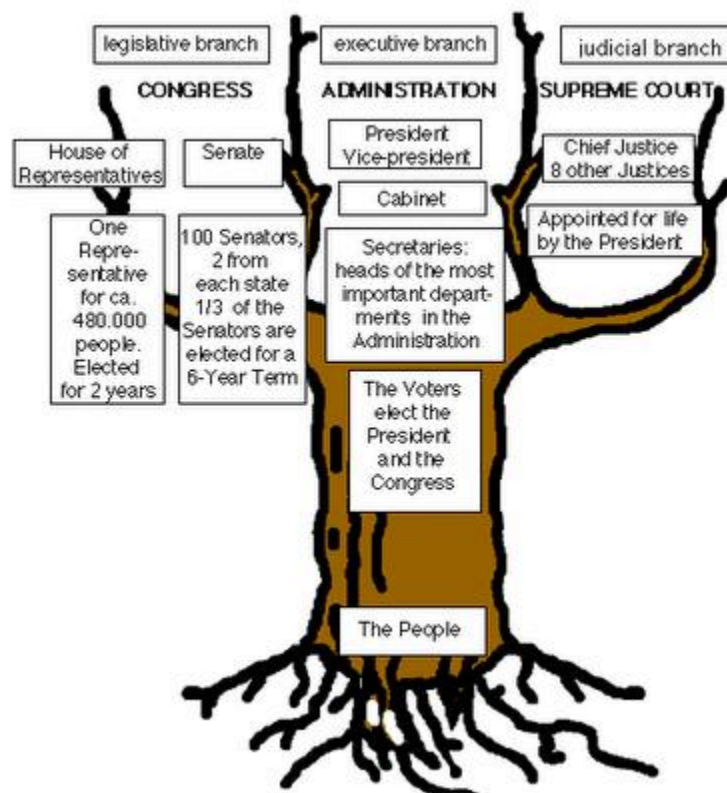 legislative branch
executive branch
judicial branch
CONGRESS
ADMINISTRATION
SUPREME COURT
House of
Representatives
Senate
President
Vice-president
Chief Justice
8 other Justices
Cabinet
One
Repre-
sentative
for ca.
480.000
people.
Elected
for 2 years
100 Senators,
2 from
each state
1/3 of the
Senators are
elected for a
6-Year Term
Secretaries:
heads of the most
important depart-
ments in the
Administration
Appointed for life
by the President
The Voters
elect the
President
and the
Congress
The People